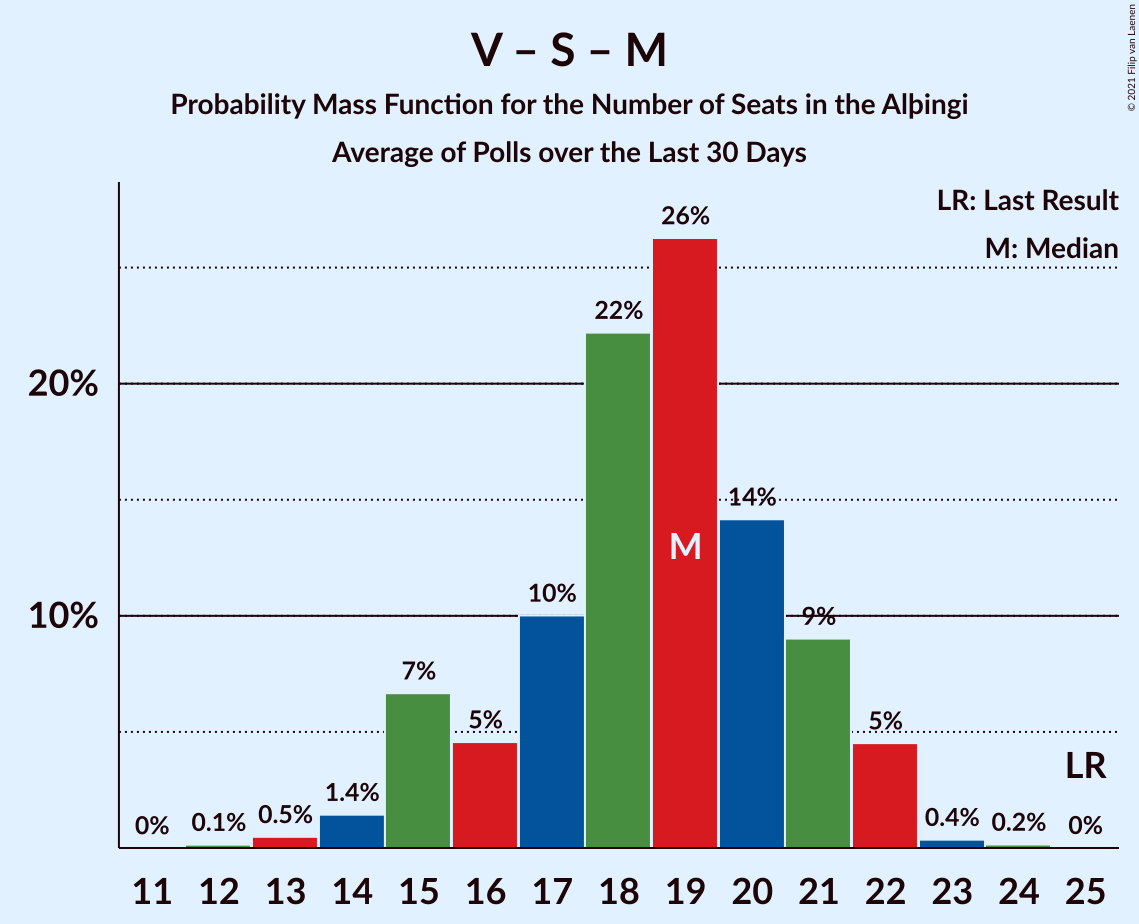 V – S – M
Probability Mass Function for the Number of Seats in the Alþingi
Average of Polls over the Last 30 Days
© 2021 Filip van Laenen
LR: Last Result
M: Median
26%
22%
20%
14%
M
10%
10%
9%
7%
5%
5%
LR
0%
0.1%
0.5%
1.4%
0.4%
0.2%
0%
11 12 13 14 15 16 17 18 19 20 21 22 23 24 25